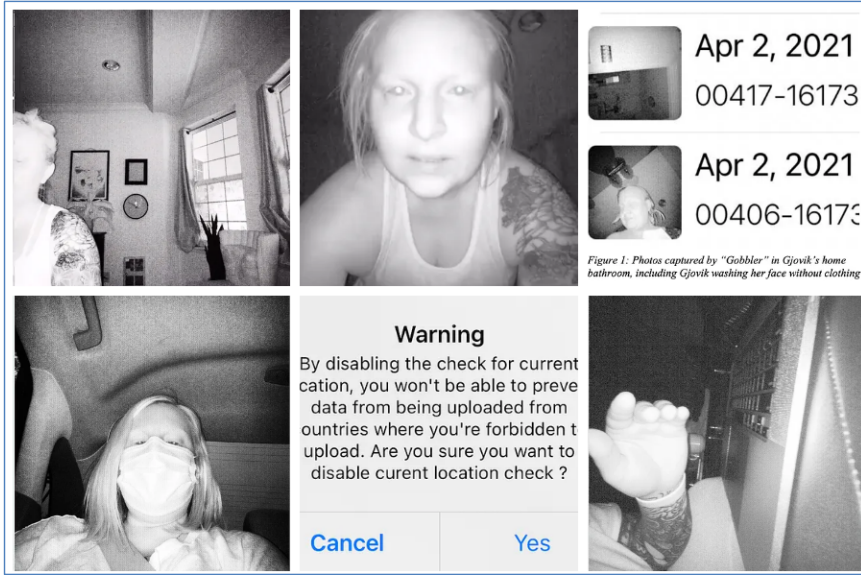 Apr 2, 2021
00417-16173
Apr 2, 2021
00406-1617
Figure 1: Photos captured by "Gobbler" in Gjovik's home
bathroom, including Gjovik washing her face without clothing
Warning
By disabling the check for current
cation, you won't be able to preve
data from being uploaded from
ountries where you're forbidden t
upload. Are you sure you want to
disable curent location check ?
Cancel
Yes